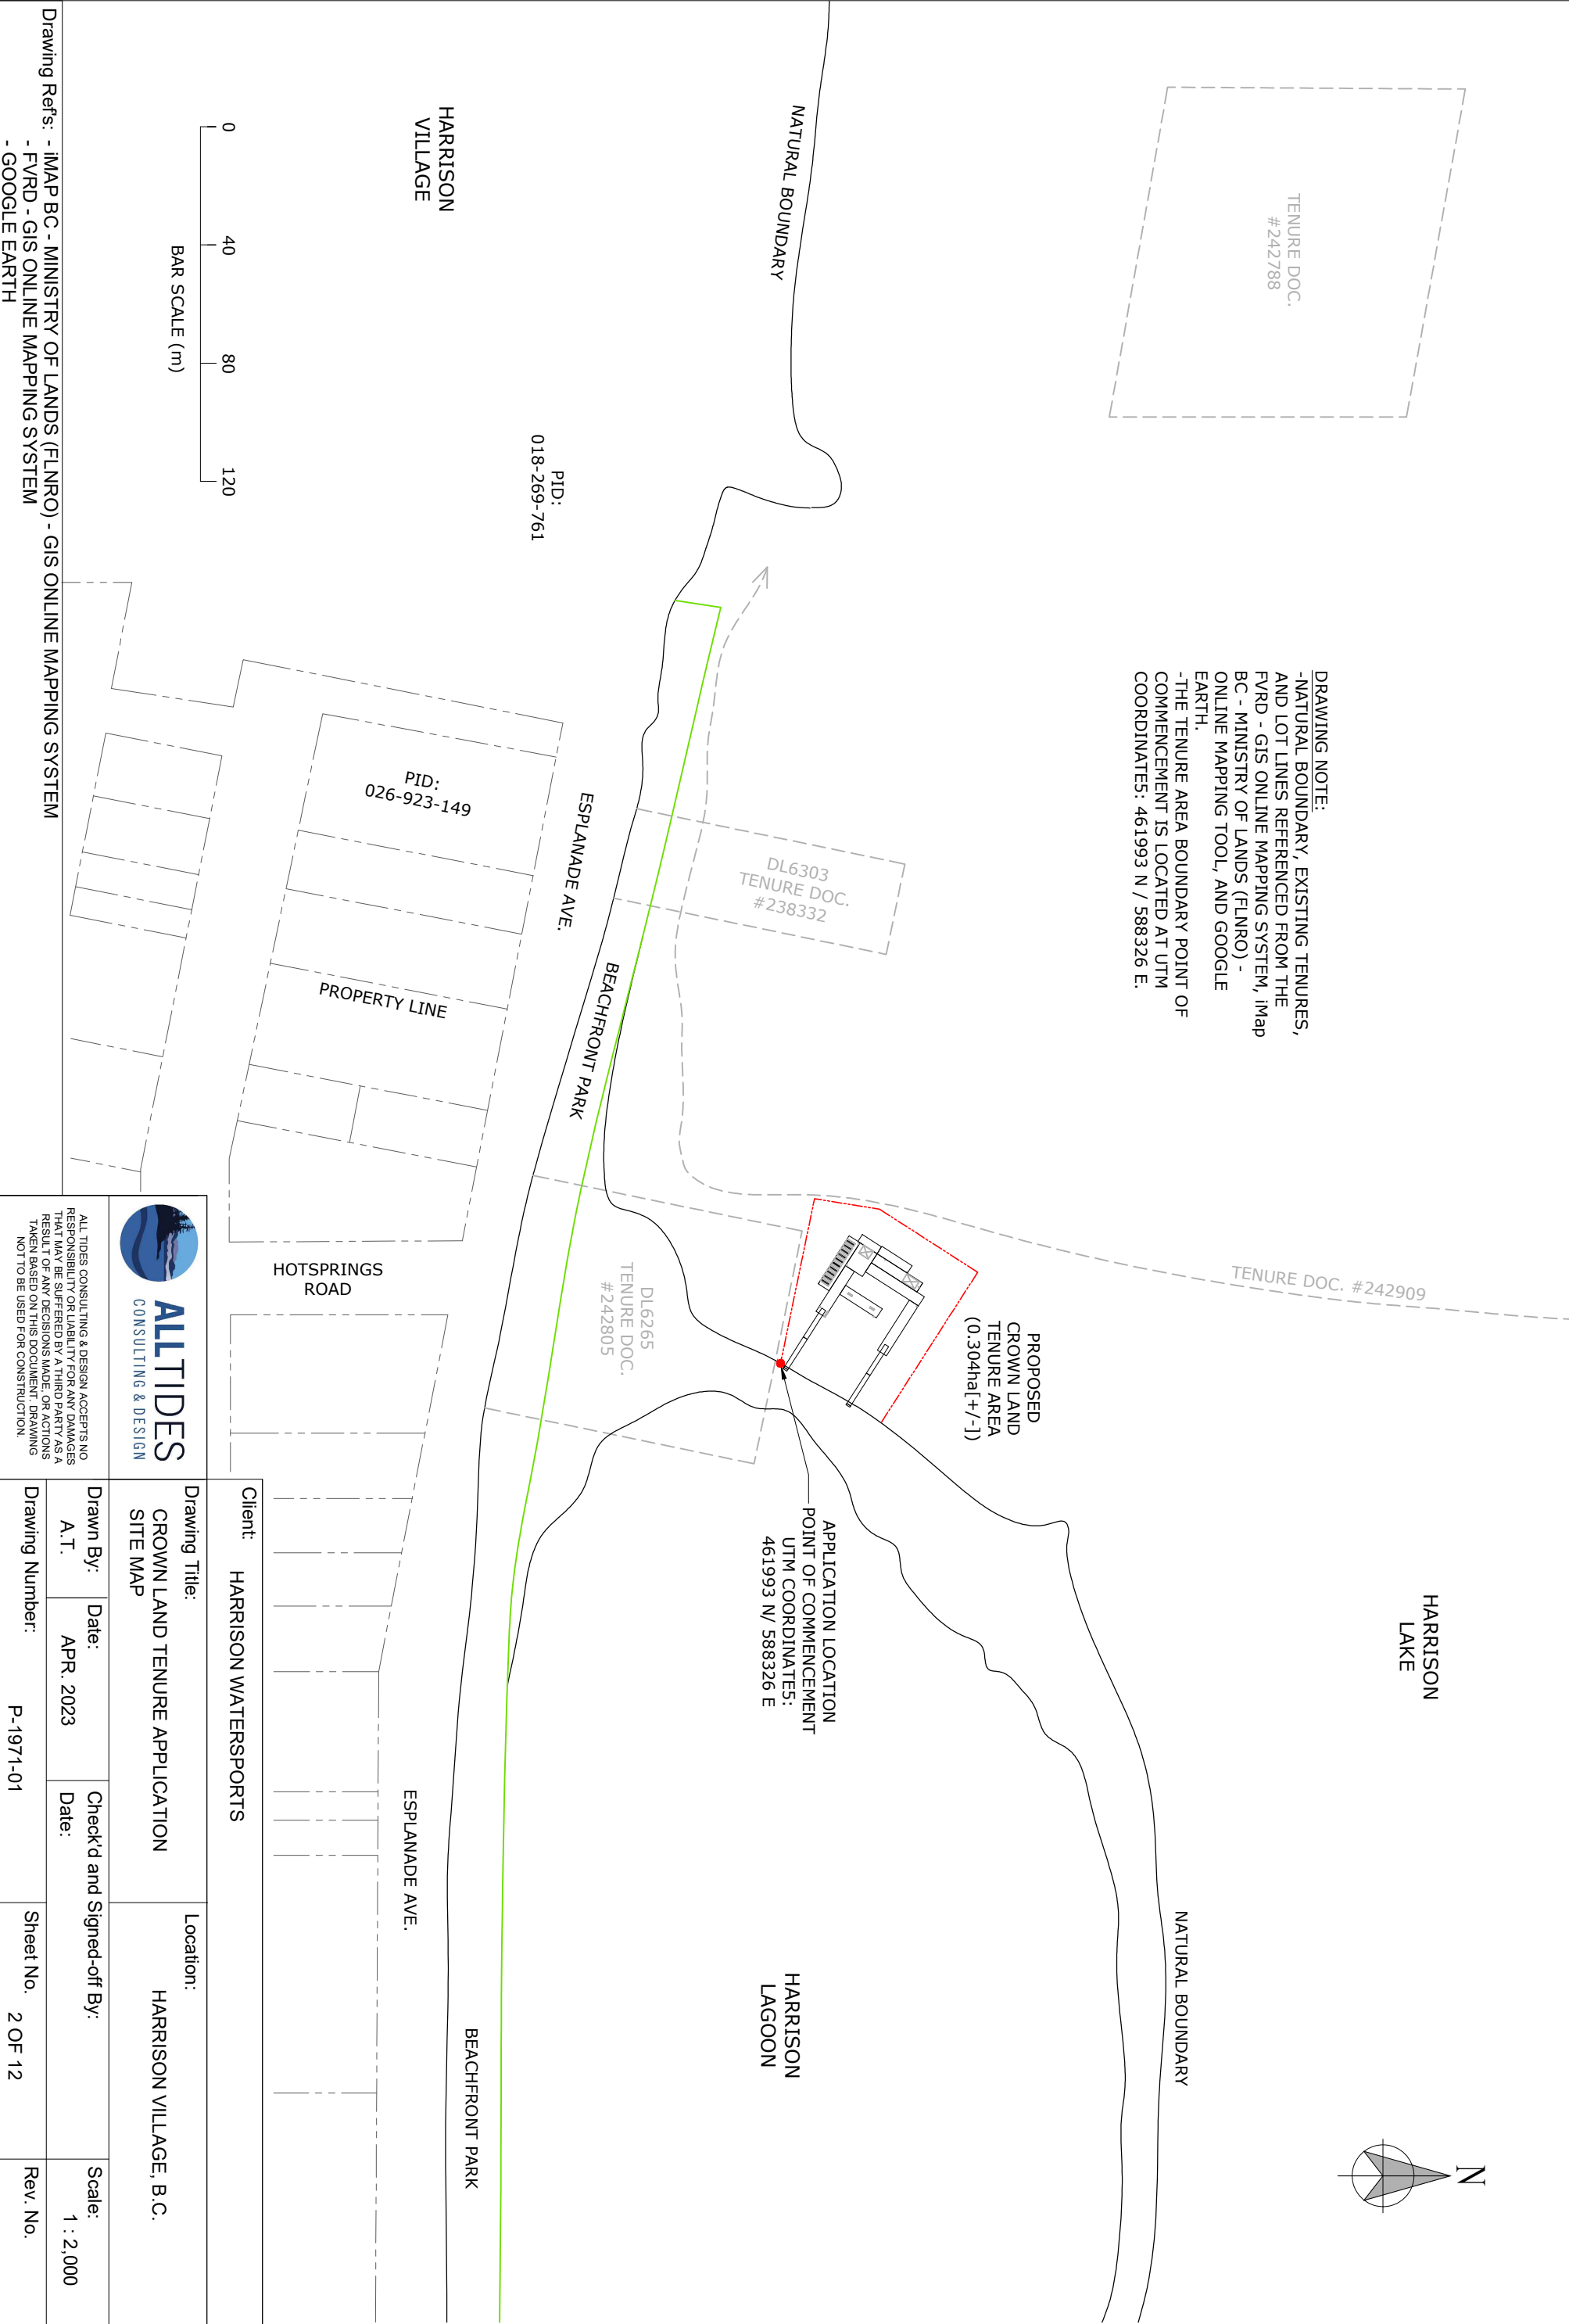 TENURE DOC.
#242788
DRAWING NOTE:
-NATURAL BOUNDARY, EXISTING TENURES,
AND LOT LINES REFERENCED FROM THE
FVRD - GIS ONLINE MAPPING SYSTEM, iMap
BC - MINISTRY OF LANDS (FLNRO) -
ONLINE MAPPING TOOL, AND GOOGLE
EARTH.
-THE TENURE AREA BOUNDARY POINT OF
COMMENCEMENT IS LOCATED AT UTM
COORDINATES: 461993 N / 588326 E.
HARRISON
LAKE
N
TENURE DOC. #242909
NATURAL BOUNDARY
NATURAL BOUNDARY
PROPOSED
CROWN LAND
TENURE AREA
(0.304ha[+/-])
APPLICATION LOCATION
POINT OF COMMENCEMENT
UTM COORDINATES:
461993 N/ 588326 E
HARRISON
LAGOON
DL6303
TENURE DOC.
#238332
DL6265
TENURE DOC.
#242805
HARRISON
VILLAGE
PID:
018-269-761
ESPLANADE AVE.
BEACHFRONT PARK
PID:
026-923-149
PROPERTY LINE
HOTSPRINGS
ROAD
ESPLANADE AVE.
BEACHFRONT PARK
0 40 80 120
BAR SCALE (m)
Drawing Ref's: - iMAP BC - MINISTRY OF LANDS (FLNRO) - GIS ONLINE MAPPING SYSTEM
- FVRD - GIS ONLINE MAPPING SYSTEM
- GOOGLE EARTH
ALLTIDES
CONSULTING & DESIGN
ALL TIDES CONSULTING & DESIGN ACCEPTS NO
RESPONSIBILITY OR LIABILITY FOR ANY DAMAGES
THAT MAY BE SUFFERED BY A THIRD PARTY AS A
RESULT OF ANY DECISIONS MADE, OR ACTIONS
TAKEN BASED ON THIS DOCUMENT. DRAWING
NOT TO BE USED FOR CONSTRUCTION.
Client: HARRISON WATERSPORTS
Drawing Title:
CROWN LAND TENURE APPLICATION
SITE MAP
Location:
HARRISON VILLAGE, B.C.
Drawn By:
A.T.
Date:
APR. 2023
Check'd and Signed-off By:
Date:
Scale:
1 : 2,000
Drawing Number:
P-1971-01
Sheet No.
2 OF 12
Rev. No.